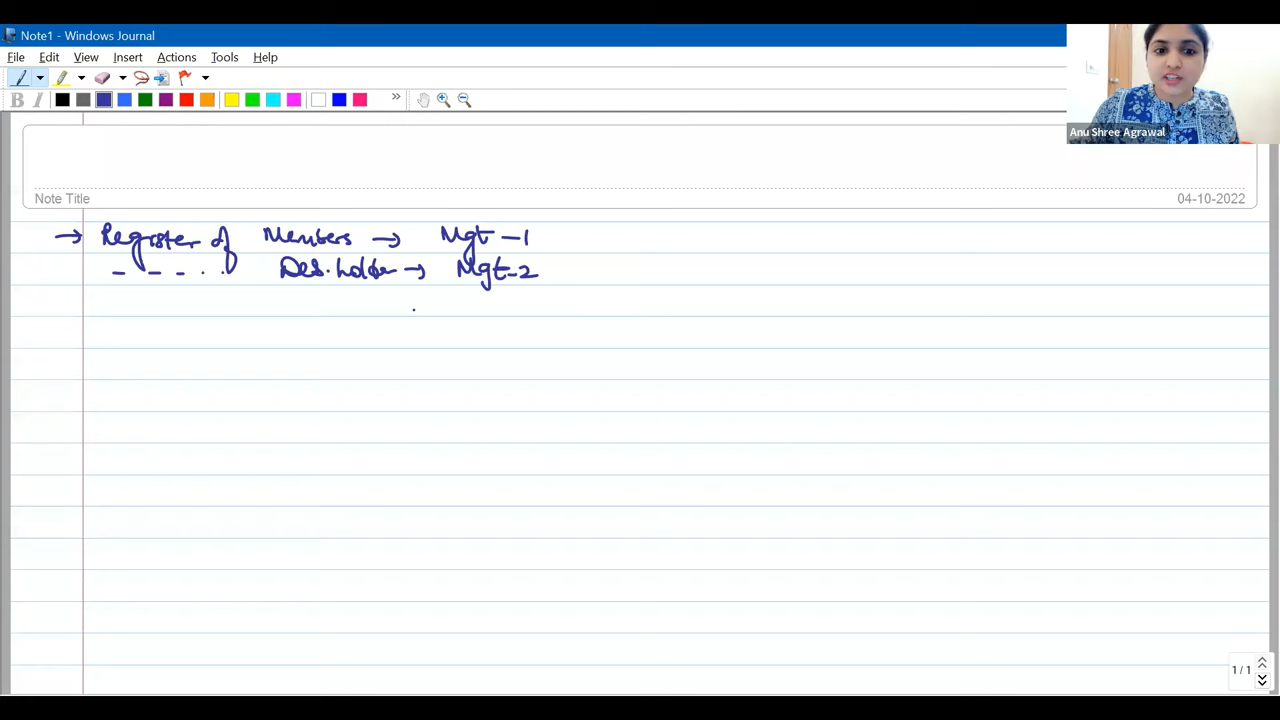 Note1 - Windows Journal
File Edit View Insert Actions Tools Help
B I
Anu Shree Agrawal
Note Title
04-10-2022
→ Register of Members → Mgt -1
- - - . . Deb. holder → Mgt-2
1 / 1